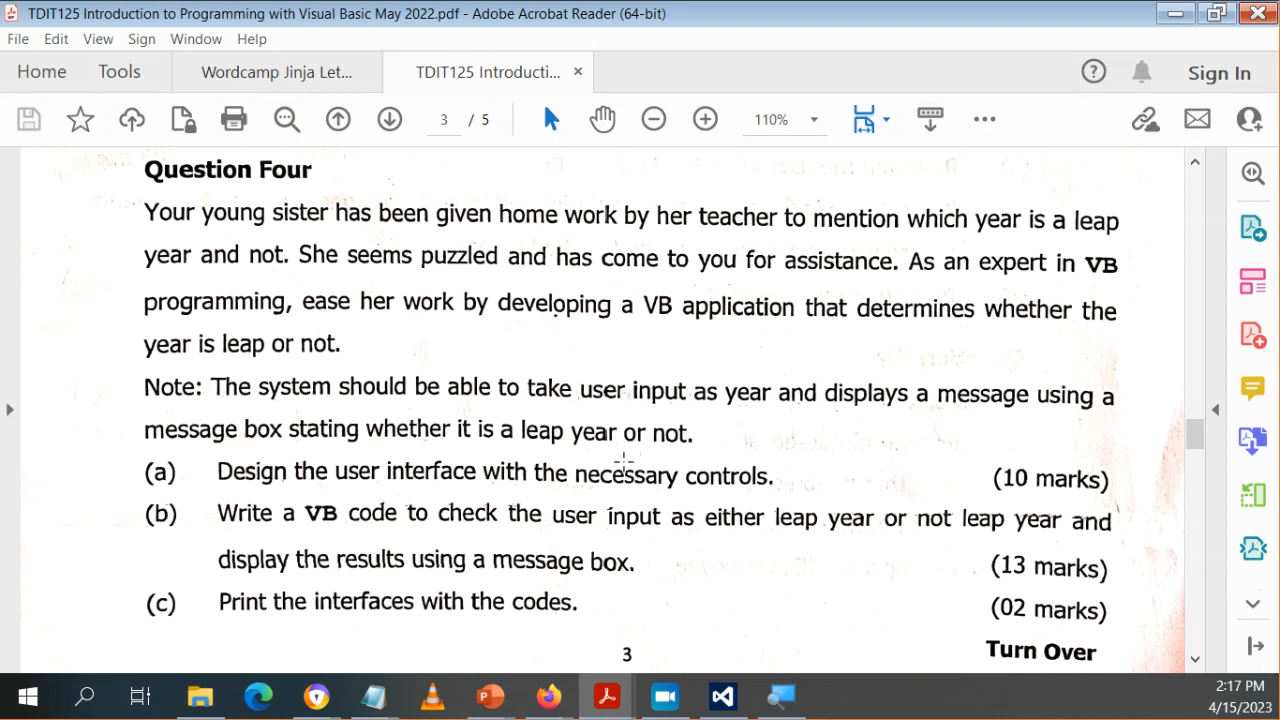 TDIT125 Introduction to Programming with Visual Basic May 2022.pdf - Adobe Acrobat Reader (64-bit)
File Edit View Sign Window Help
Home Tools Wordcamp Jinja Let... TDIT125 Introducti... × Sign In
3 / 5 110%
Question Four
Your young sister has been given home work by her teacher to mention which year is a leap
year and not. She seems puzzled and has come to you for assistance. As an expert in VB
programming, ease her work by developing a VB application that determines whether the
year is leap or not.
Note: The system should be able to take user input as year and displays a message using a
message box stating whether it is a leap year or not.
(a) Design the user interface with the necessary controls. (10 marks)
(b) Write a VB code to check the user input as either leap year or not leap year and
display the results using a message box. (13 marks)
(c) Print the interfaces with the codes. (02 marks)
3
Turn Over
2:17 PM
4/15/2023